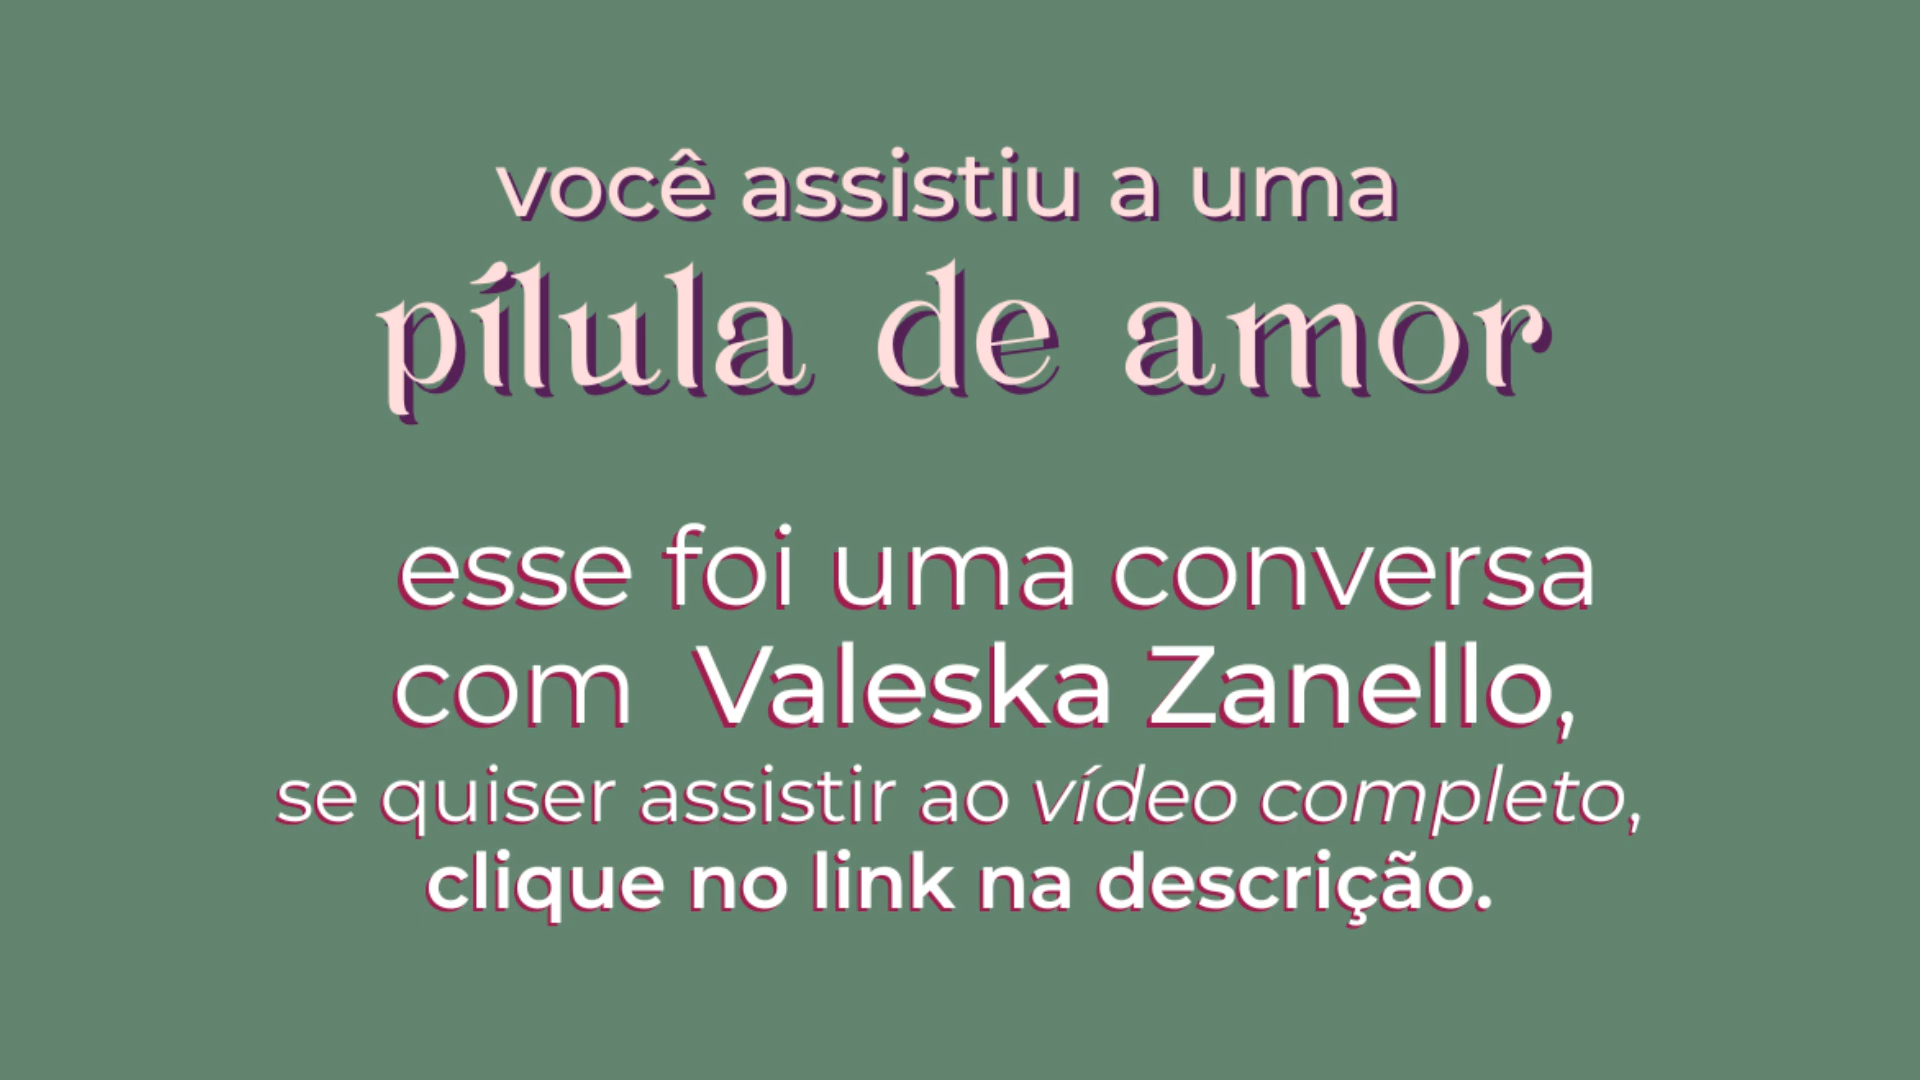 você assistiu a uma
pílula de amor
esse foi uma conversa
com Valeska Zanello,
se quiser assistir ao vídeo completo,
clique no link na descrição.